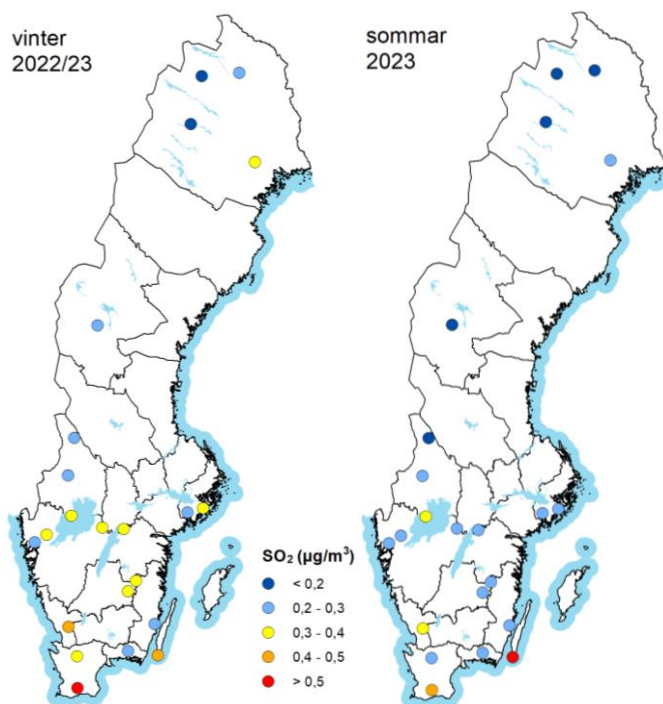 vinter
2022/23
sommar
2023
SO₂ (µg/m³)
< 0,2
0,2 - 0,3
0,3 - 0,4
0,4 - 0,5
> 0,5